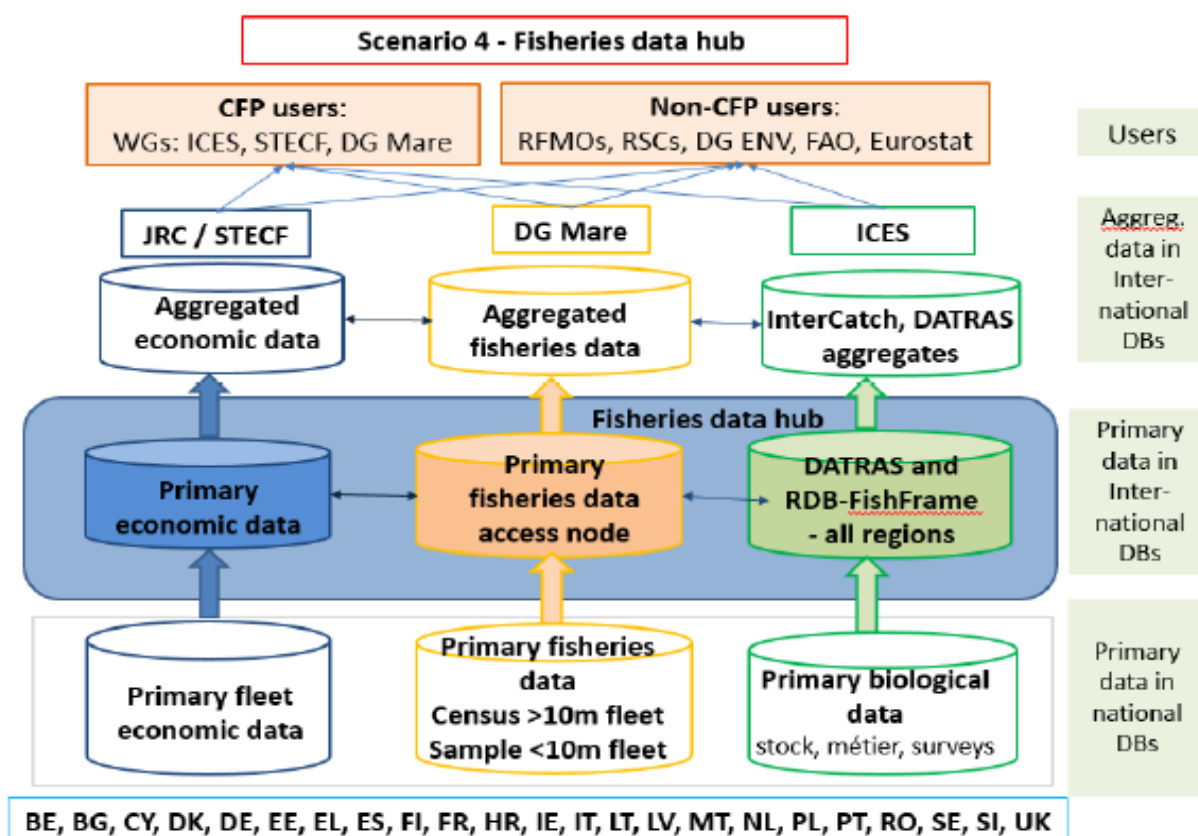 Scenario 4 - Fisheries data hub
CFP users:
WGs: ICES, STECF, DG Mare
Non-CFP users:
RFMOs, RSCs, DG ENV, FAO, Eurostat
Users
JRC / STECF
DG Mare
ICES
Aggreg.
data in
Inter-
national
DBs
Aggregated
economic data
Aggregated
fisheries data
InterCatch, DATRAS
aggregates
Fisheries data hub
Primary
economic data
Primary
fisheries data
access node
DATRAS and
RDB-FishFrame
- all regions
Primary
data in
Inter-
national
DBs
Primary fleet
economic data
Primary fisheries
data
Census >10m fleet
Sample <10m fleet
Primary biological
data
stock, métier, surveys
Primary
data in
national
DBs
BE, BG, CY, DK, DE, EE, EL, ES, FI, FR, HR, IE, IT, LT, LV, MT, NL, PL, PT, RO, SE, SI, UK